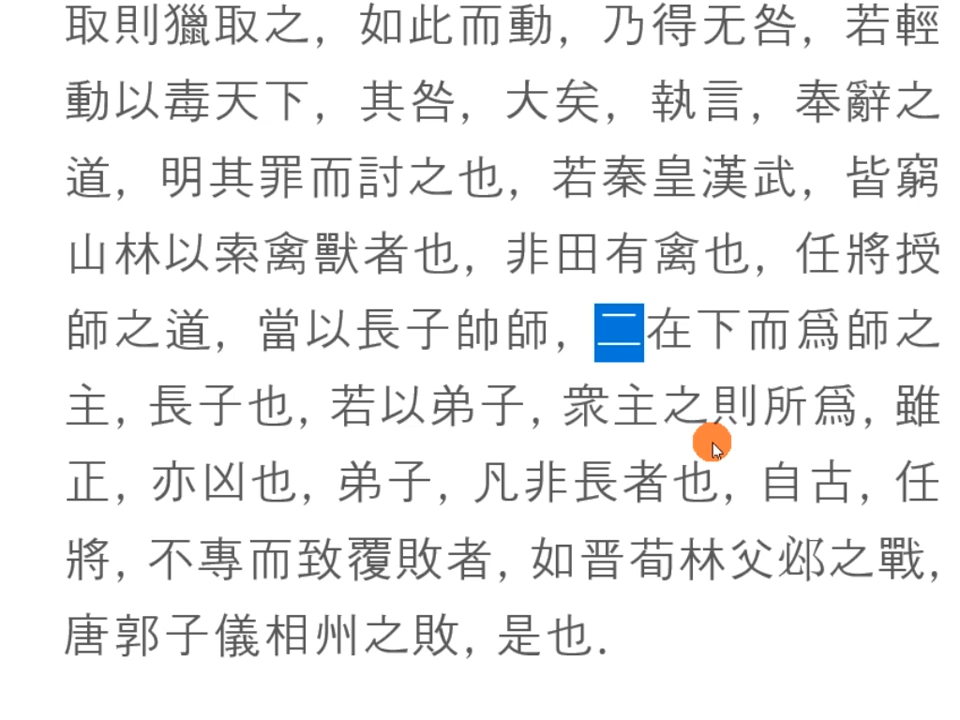 取則獵取之, 如此而動, 乃得无咎, 若輕
動以毒天下, 其咎, 大矣, 執言, 奉辭之
道, 明其罪而討之也, 若秦皇漢武, 皆窮
山林以索禽獸者也, 非田有禽也, 任將授
師之道, 當以長子帥師, 二在下而爲師之
主, 長子也, 若以弟子, 衆主之則所爲, 雖
正, 亦凶也, 弟子, 凡非長者也, 自古, 任
將, 不專而致覆敗者, 如晋荀林父邲之戰,
唐郭子儀相州之敗, 是也.